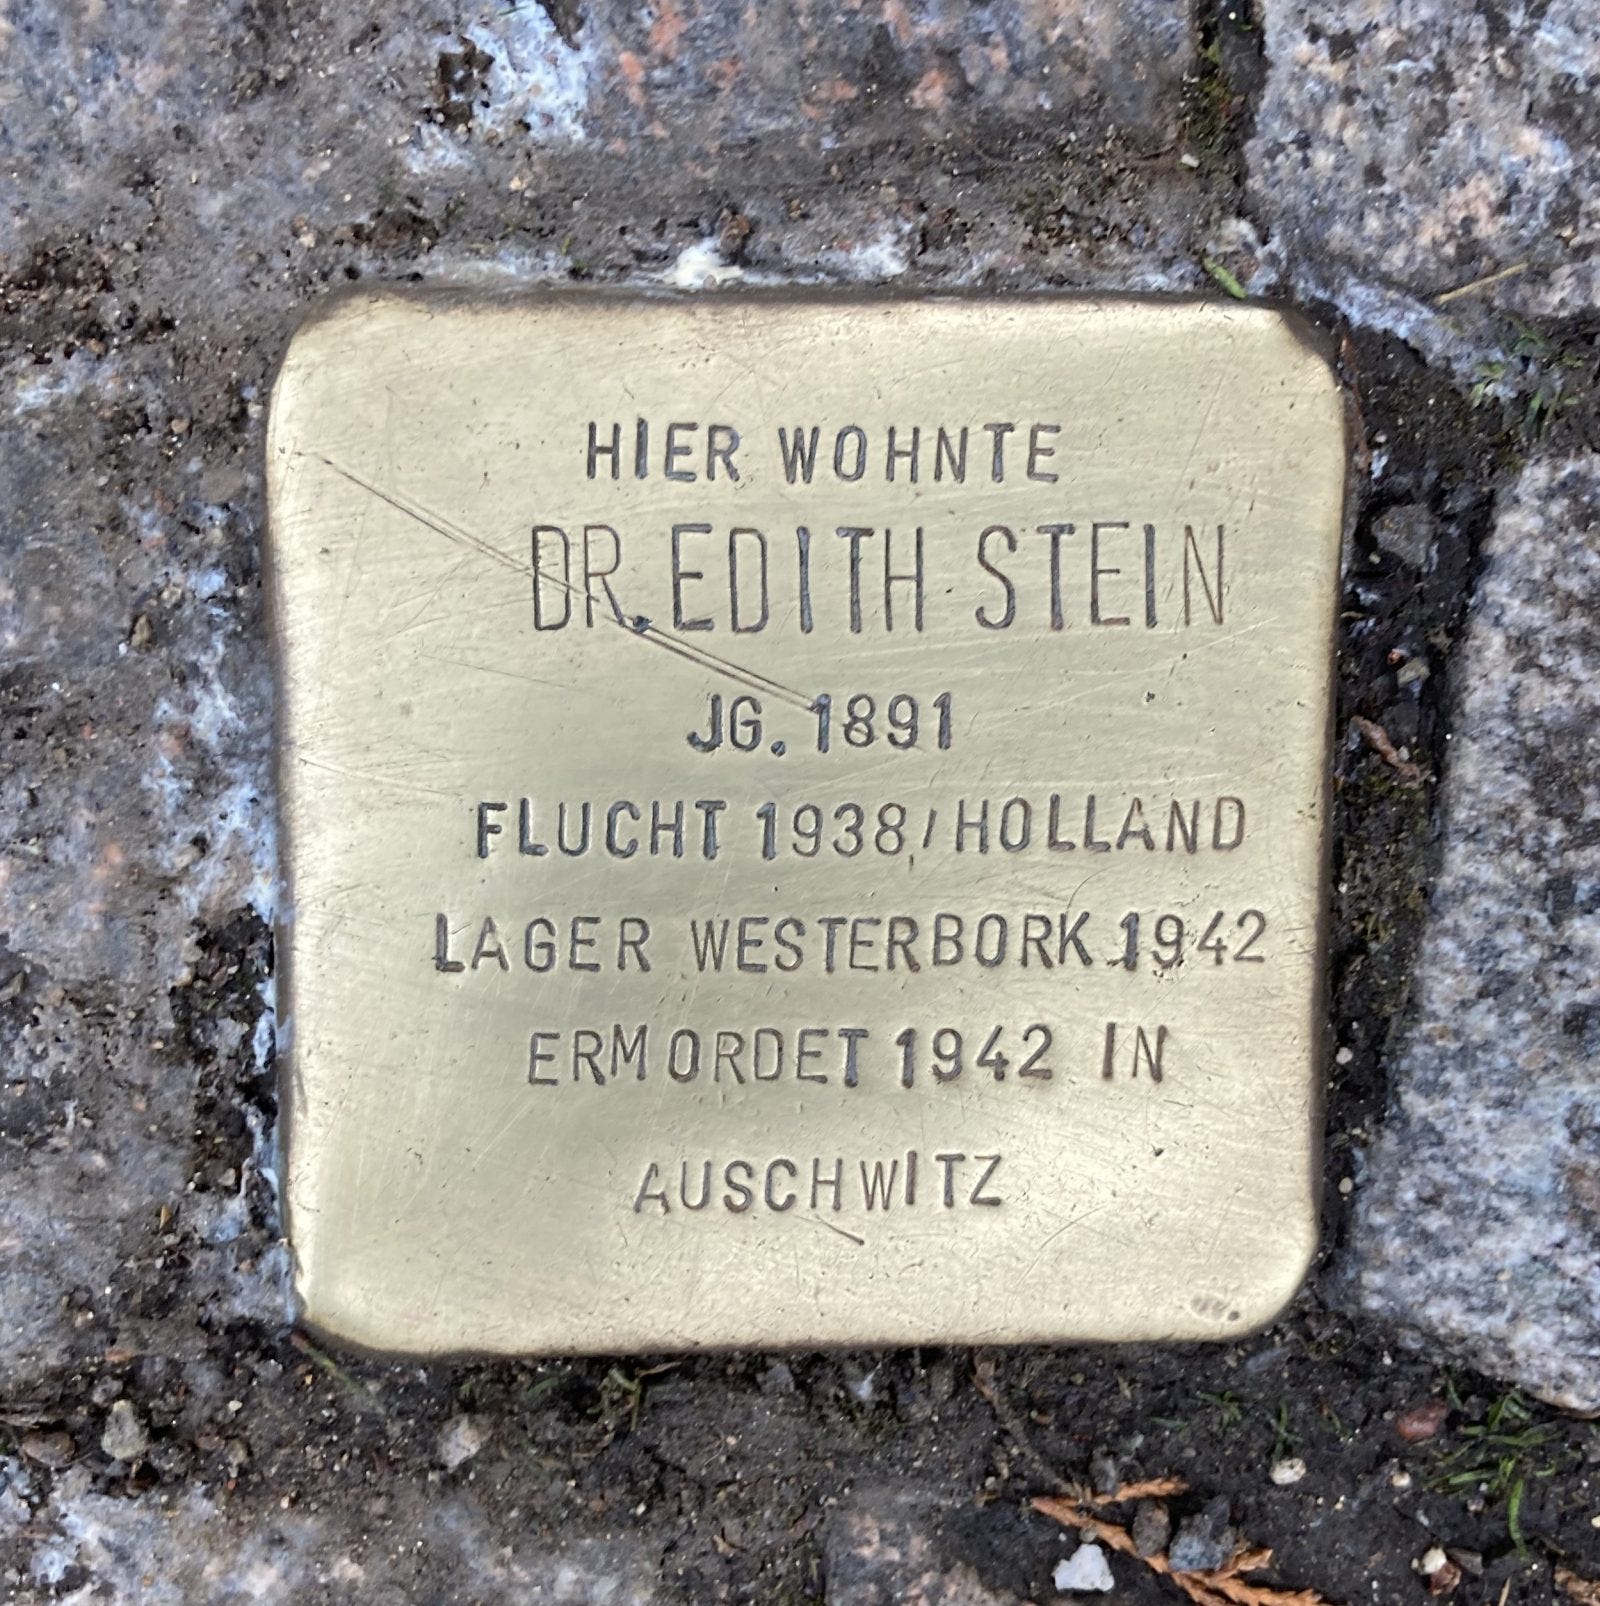 HIER WOHNTE
DR. EDITH STEIN
JG. 1891
FLUCHT 1938/HOLLAND
LAGER WESTERBORK 1942
ERMORDET 1942 IN
AUSCHWITZ